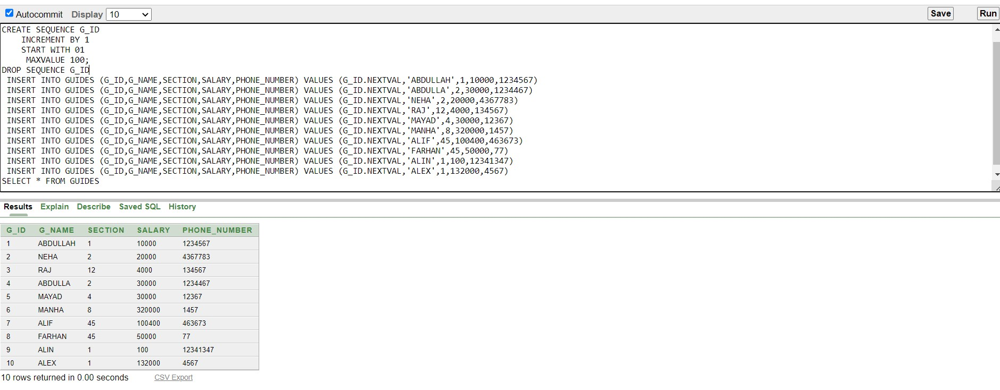 Autocommit Display 10 Save Run
CREATE SEQUENCE G_ID
INCREMENT BY 1
START WITH 01
MAXVALUE 100;
DROP SEQUENCE G_ID
INSERT INTO GUIDES (G_ID,G_NAME,SECTION,SALARY,PHONE_NUMBER) VALUES (G_ID.NEXTVAL,'ABDULLAH',1,10000,1234567)
INSERT INTO GUIDES (G_ID,G_NAME,SECTION,SALARY,PHONE_NUMBER) VALUES (G_ID.NEXTVAL,'ABDULLA',2,30000,1234467)
INSERT INTO GUIDES (G_ID,G_NAME,SECTION,SALARY,PHONE_NUMBER) VALUES (G_ID.NEXTVAL,'NEHA',2,20000,4367783)
INSERT INTO GUIDES (G_ID,G_NAME,SECTION,SALARY,PHONE_NUMBER) VALUES (G_ID.NEXTVAL,'RAJ',12,4000,134567)
INSERT INTO GUIDES (G_ID,G_NAME,SECTION,SALARY,PHONE_NUMBER) VALUES (G_ID.NEXTVAL,'MAYAD',4,30000,12367)
INSERT INTO GUIDES (G_ID,G_NAME,SECTION,SALARY,PHONE_NUMBER) VALUES (G_ID.NEXTVAL,'MANHA',8,320000,1457)
INSERT INTO GUIDES (G_ID,G_NAME,SECTION,SALARY,PHONE_NUMBER) VALUES (G_ID.NEXTVAL,'ALIF',45,100400,463673)
INSERT INTO GUIDES (G_ID,G_NAME,SECTION,SALARY,PHONE_NUMBER) VALUES (G_ID.NEXTVAL,'FARHAN',45,50000,77)
INSERT INTO GUIDES (G_ID,G_NAME,SECTION,SALARY,PHONE_NUMBER) VALUES (G_ID.NEXTVAL,'ALIN',1,100,12341347)
INSERT INTO GUIDES (G_ID,G_NAME,SECTION,SALARY,PHONE_NUMBER) VALUES (G_ID.NEXTVAL,'ALEX',1,132000,4567)
SELECT * FROM GUIDES
Results Explain Describe Saved SQL History
G_ID G_NAME SECTION SALARY PHONE_NUMBER
1 ABDULLAH 1 10000 1234567
2 NEHA 2 20000 4367783
3 RAJ 12 4000 134567
4 ABDULLA 2 30000 1234467
5 MAYAD 4 30000 12367
6 MANHA 8 320000 1457
7 ALIF 45 100400 463673
8 FARHAN 45 50000 77
9 ALIN 1 100 12341347
10 ALEX 1 132000 4567
10 rows returned in 0.00 seconds CSV Export